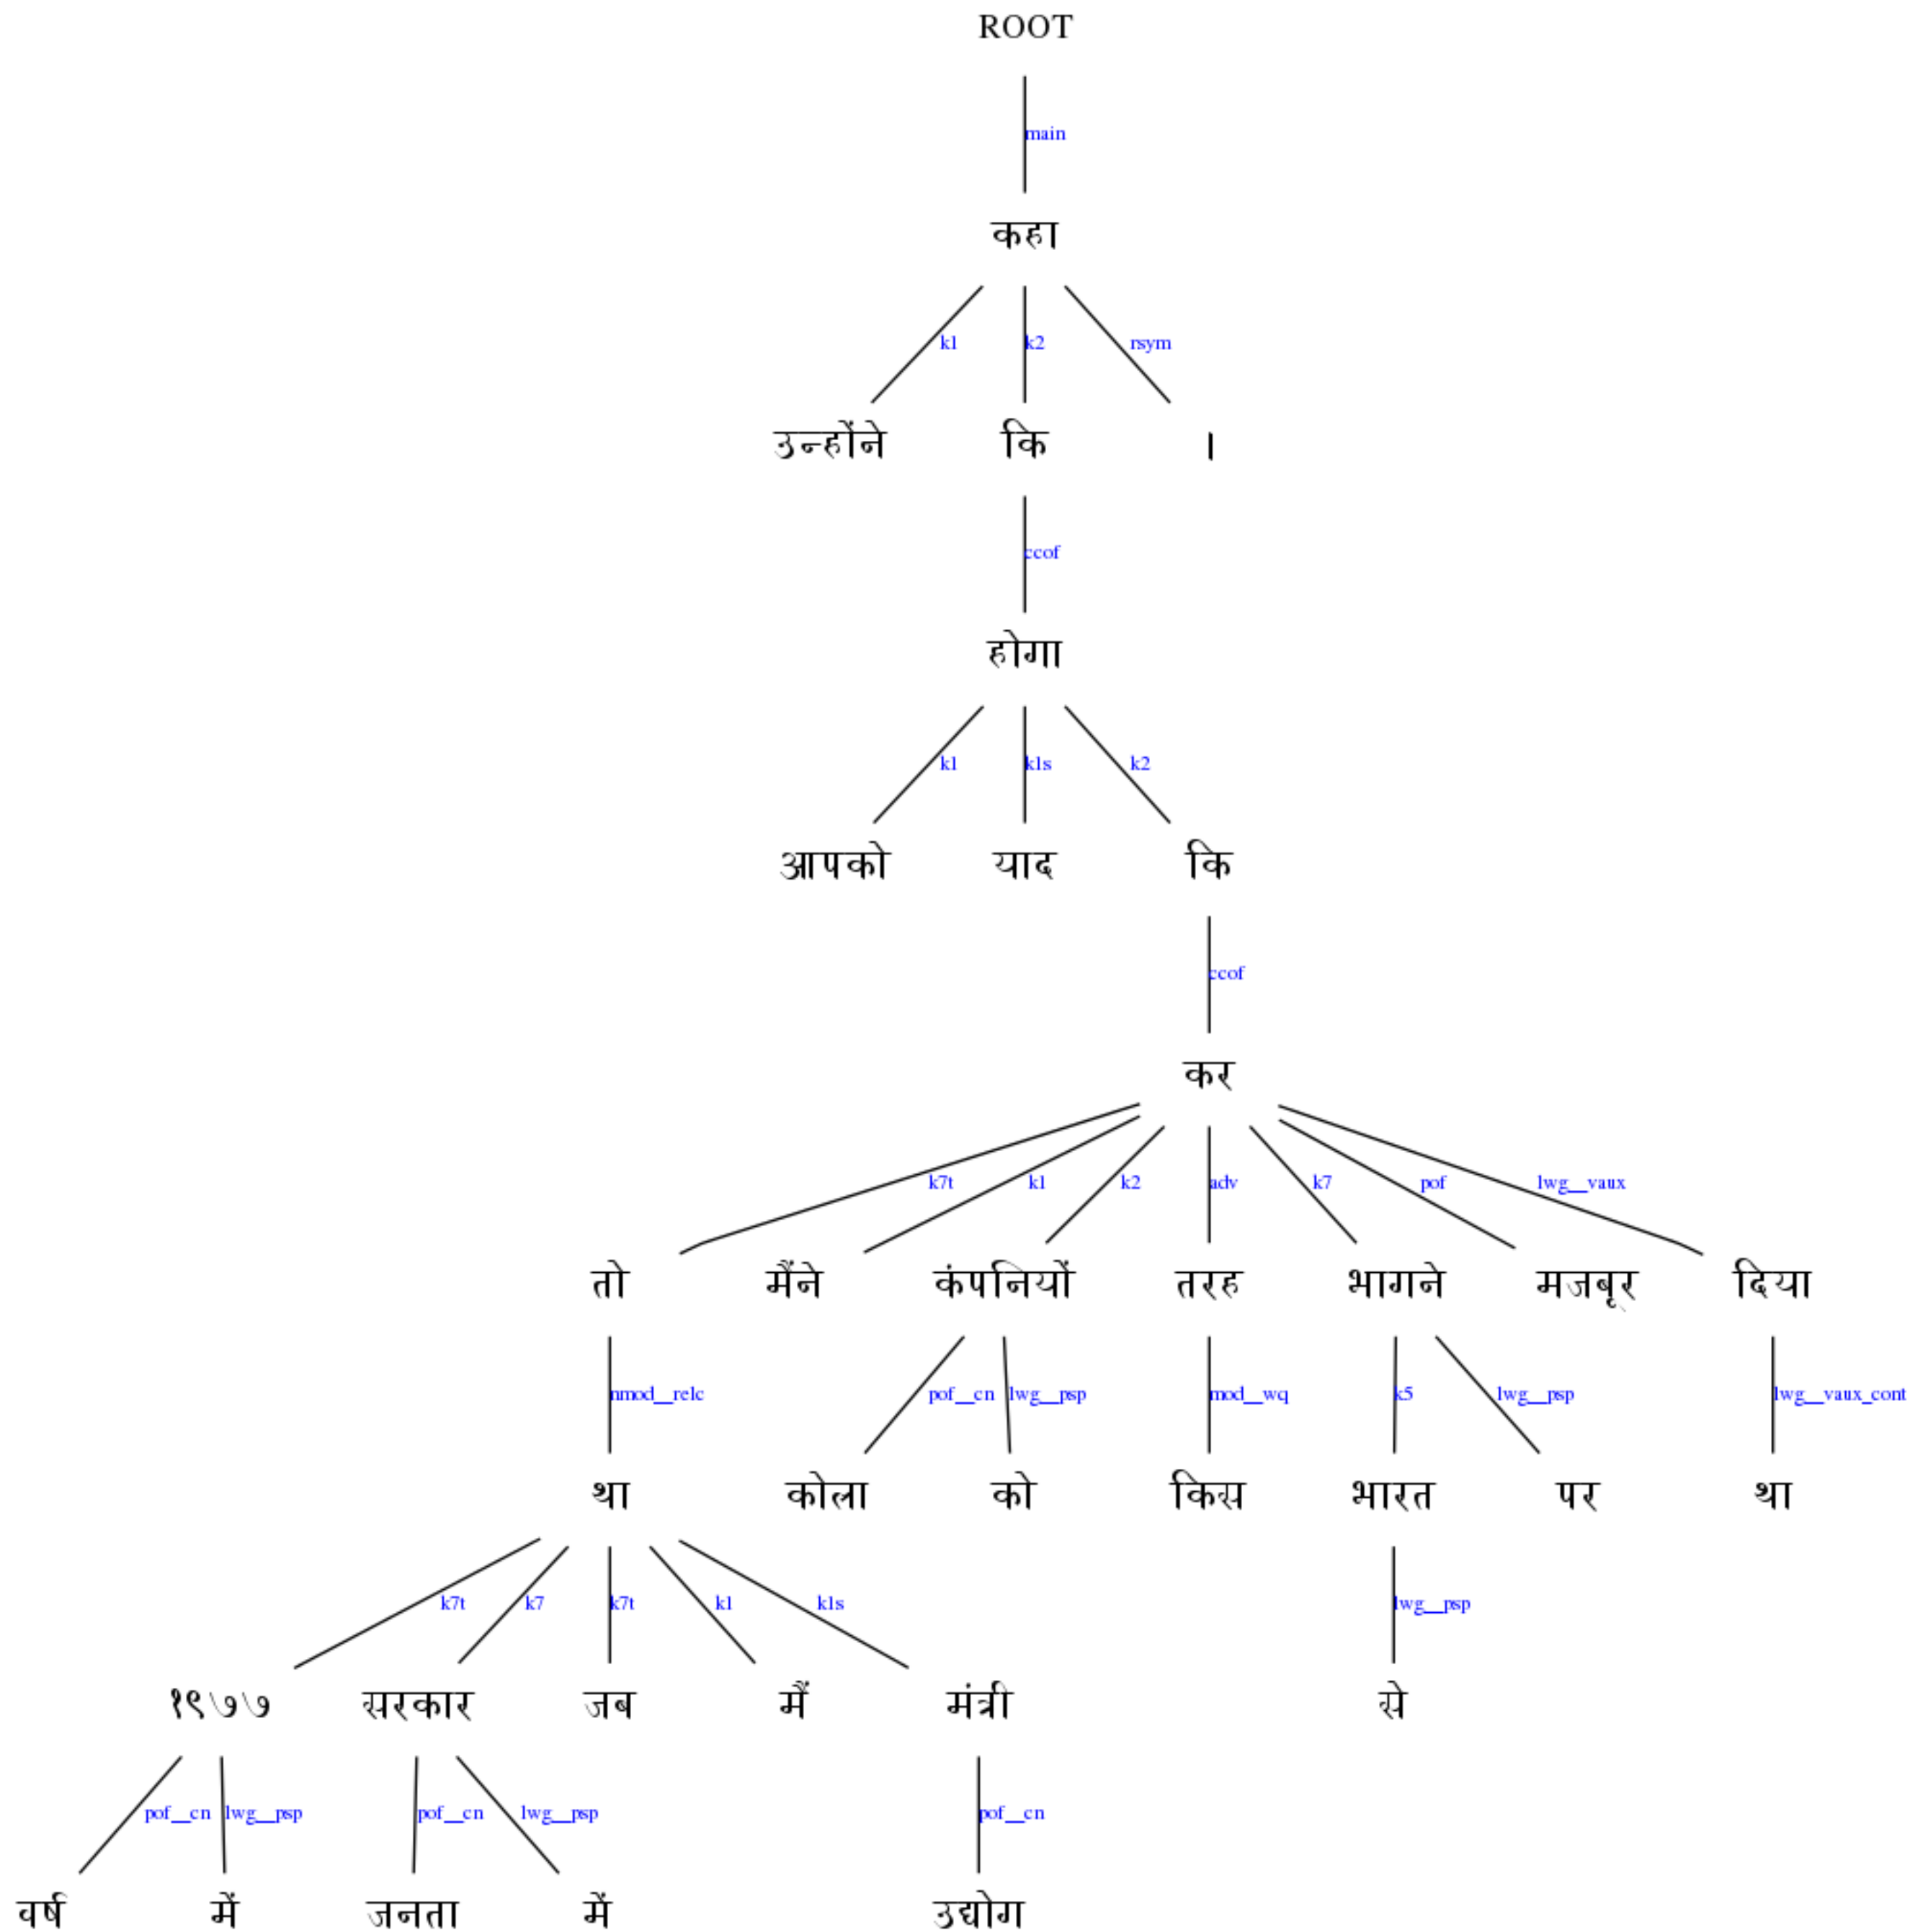 ROOT
main
कहा
k1 k2 rsym
उन्होंने कि ।
ccof
होगा
k1 k1s k2
आपको याद कि
ccof
कर
k7t k1 k2 adv k7 pof lwg__vaux
तो मैंने कंपनियों तरह भागने मजबूर दिया
nmod__relc pof__cn lwg__psp mod__wq k5 lwg__psp lwg__vaux_cont
था कोला को किस भारत पर था
k7t k7 k7t k1 k1s lwg__psp
१९७७ सरकार जब मैं मंत्री से
pof__cn lwg__psp pof__cn lwg__psp pof__cn
वर्ष में जनता में उद्योग